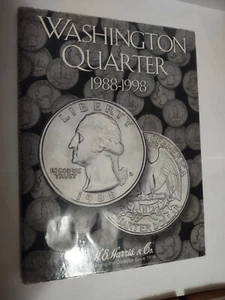 WASHINGTON
QUARTER
1988-1998
LIBERTY
IN GOD WE
TRUST
H.E. Harris & Co.